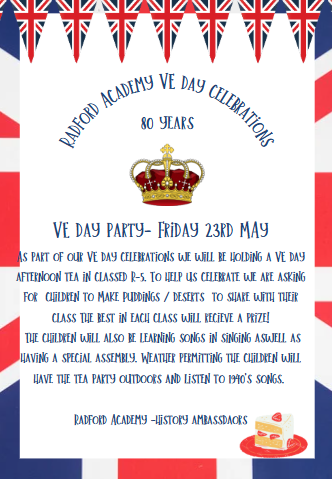 Radford Academy VE Day Celebrations
80 years
VE Day Party- Friday 23rd May
As part of our VE day celebrations we will be holding a VE day
afternoon tea in classed R-5. To help us celebrate we are asking
for children to make puddings / deserts to share with their
class the best in each class will recieve a prize!
The children will also be learning songs in singing aswell as
having a special assembly. Weather permitting the children will
have the tea party outdoors and listen to 1940's songs.
Radford Academy -History Ambassdaors